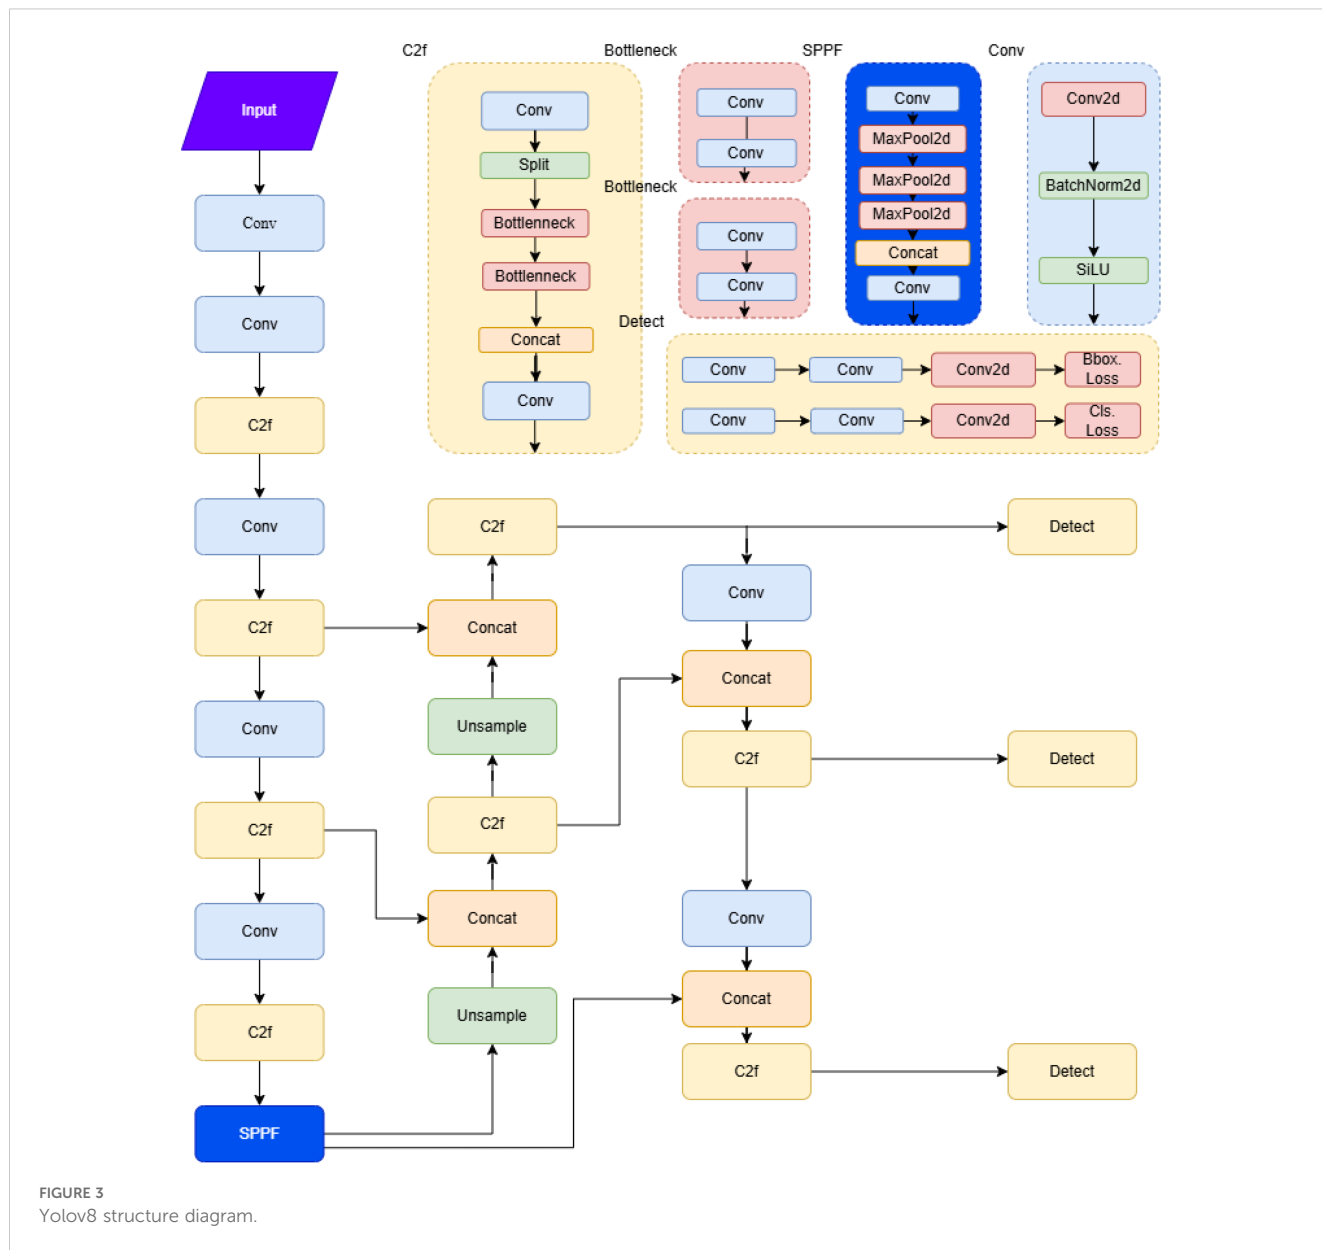 C2f
Bottleneck
SPPF
Conv
Input
Conv
Conv
C2f
Conv
C2f
Conv
C2f
Conv
C2f
SPPF
Conv
Split
Bottlenneck
Bottlenneck
Concat
Conv
Conv
Conv
Bottleneck
Conv
Conv
Conv
MaxPool2d
MaxPool2d
MaxPool2d
Concat
Conv
Conv2d
BatchNorm2d
SiLU
Detect
Conv
Conv
Conv2d
Bbox.
Loss
Conv
Conv
Conv2d
Cls.
Loss
C2f
Concat
Unsample
C2f
Concat
Unsample
Conv
Concat
C2f
Conv
Concat
C2f
Detect
Detect
Detect
FIGURE 3
Yolov8 structure diagram.